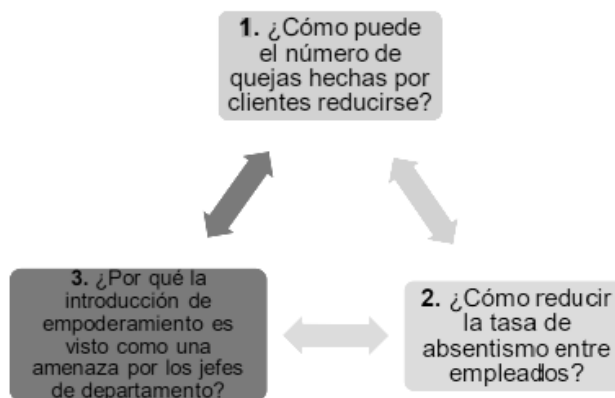 1. ¿Cómo puede
el número de
quejas hechas por
clientes reducirse?
3. ¿Por qué la
introducción de
empoderamiento es
visto como una
amenaza por los jefes
de departamento?
2. ¿Cómo reducir
la tasa de
absentismo entre
empleados?